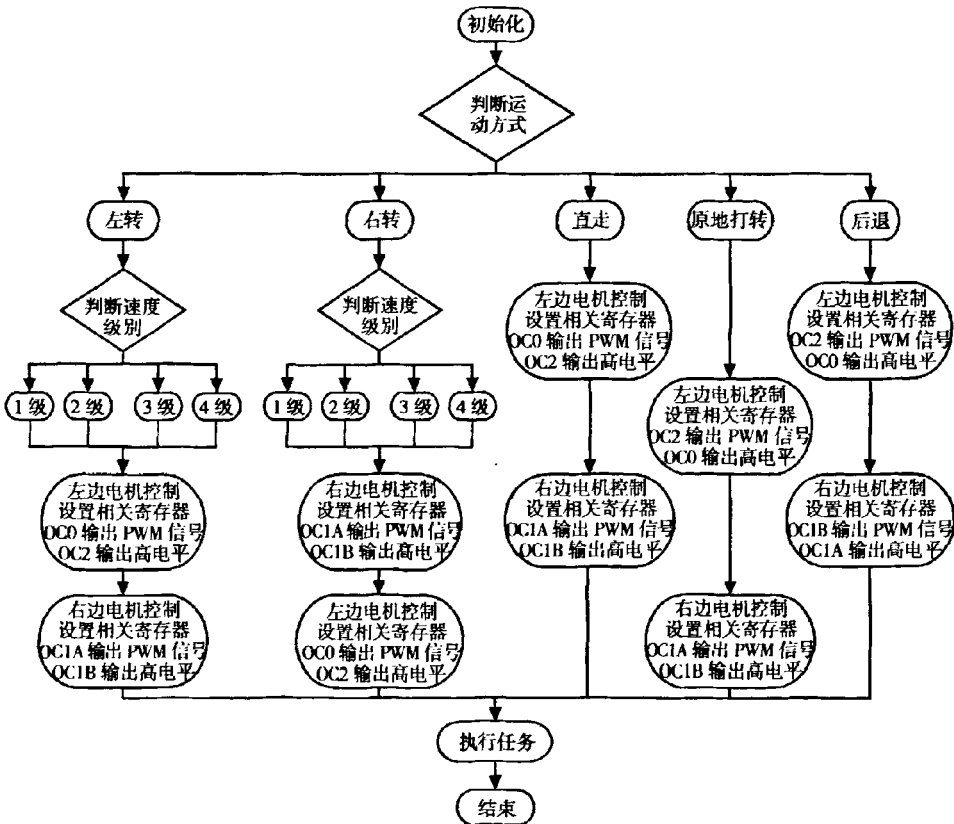 初始化
判断运
动方式
左转
右转
直走
原地打转
后退
判断速度
级别
1级
2级
3级
4级
左边电机控制
设置相关寄存器
OC0 输出 PWM 信号
OC2 输出高电平
右边电机控制
设置相关寄存器
OC1A 输出 PWM 信号
OC1B 输出高电平
判断速度
级别
1级
2级
3级
4级
右边电机控制
设置相关寄存器
OC1A 输出 PWM 信号
OC1B 输出高电平
左边电机控制
设置相关寄存器
OC0 输出 PWM 信号
OC2 输出高电平
左边电机控制
设置相关寄存器
OC0 输出 PWM 信号
OC2 输出高电平
右边电机控制
设置相关寄存器
OC1A 输出 PWM 信号
OC1B 输出高电平
左边电机控制
设置相关寄存器
OC2 输出 PWM 信号
OC0 输出高电平
右边电机控制
设置相关寄存器
OC1A 输出 PWM 信号
OC1B 输出高电平
左边电机控制
设置相关寄存器
OC2 输出 PWM 信号
OC0 输出高电平
右边电机控制
设置相关寄存器
OC1B 输出 PWM 信号
OC1A 输出高电平
执行任务
结束